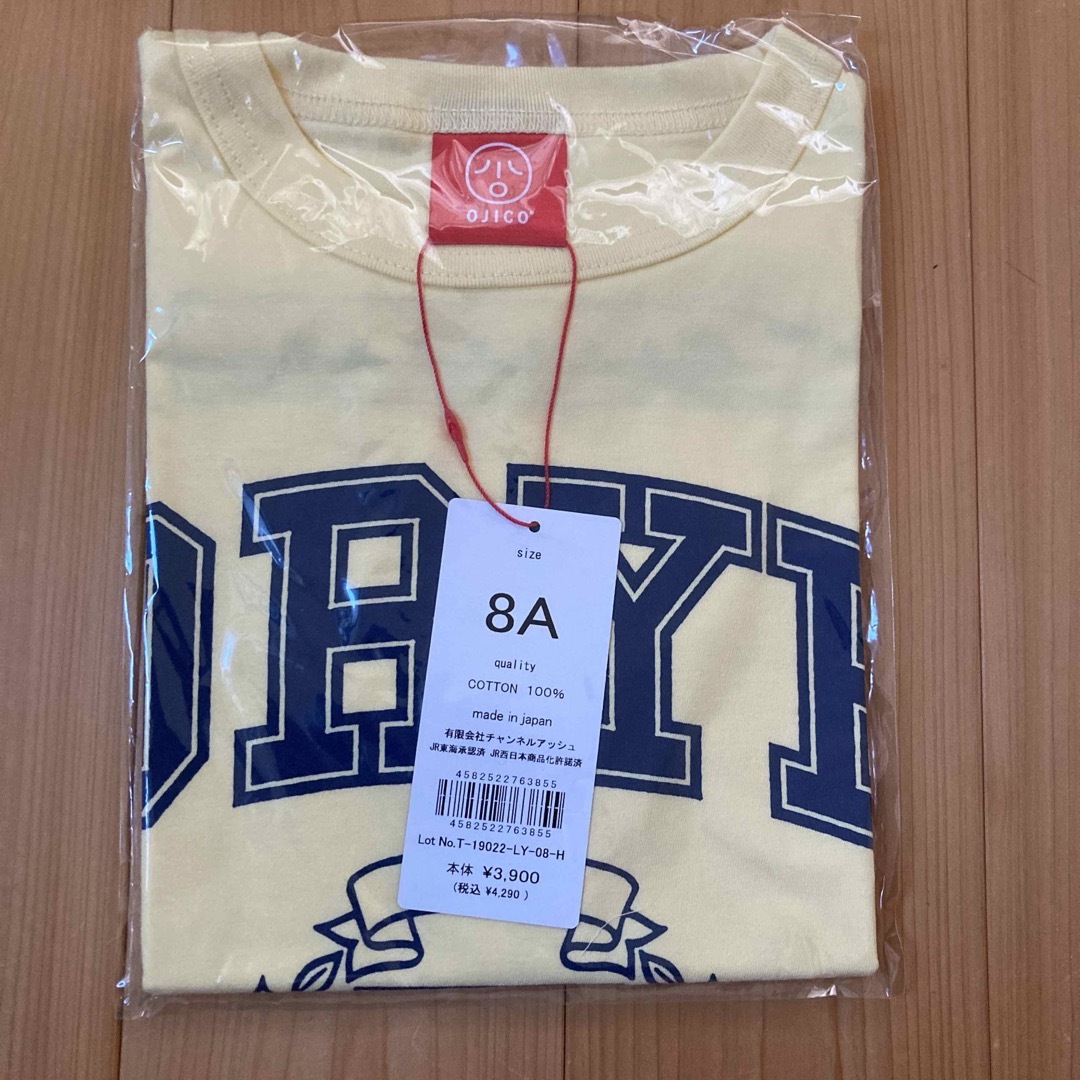 OJICO
size
8A
quality
COTTON 100%
made in japan
有限会社チャンネルアッシュ
JR東海承認済 JR西日本商品化許諾済
4582522763855
4582522763855
Lot No.T-19022-LY-08-H
本体 ¥3,900
(税込 ¥4,290 )